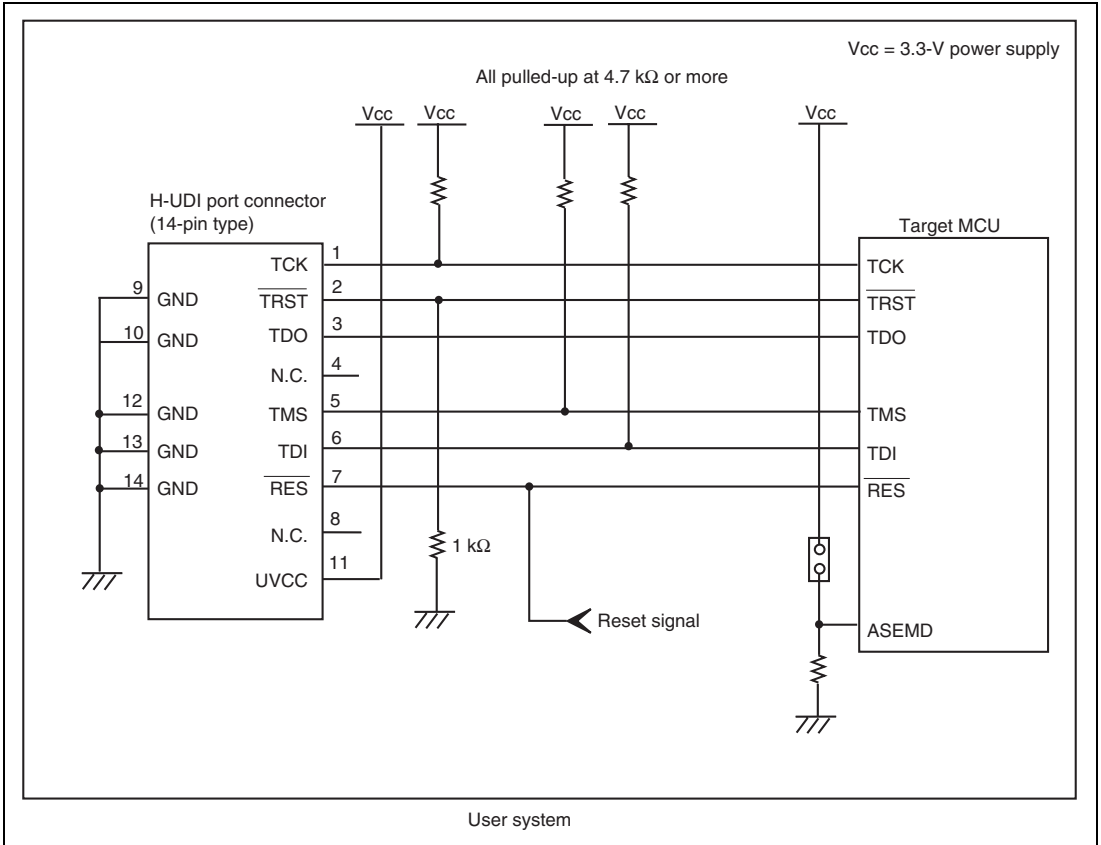 Vcc = 3.3-V power supply
All pulled-up at 4.7 kΩ or more
Vcc Vcc Vcc Vcc Vcc
H-UDI port connector
(14-pin type)
Target MCU
TCK 1 TCK
9 GND TRST 2 TRST
10 GND TDO 3 TDO
N.C. 4
12 GND TMS 5 TMS
13 GND TDI 6 TDI
14 GND RES 7 RES
N.C. 8
1 kΩ
UVCC 11
Reset signal
ASEMD
User system